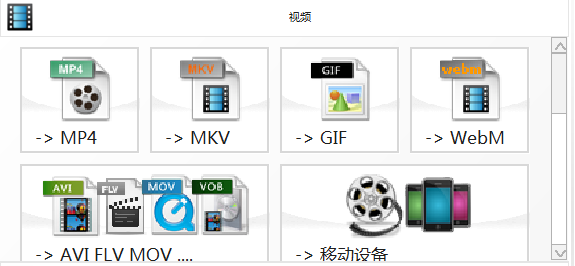 视频
MP4 MKV GIF webm
-> MP4 -> MKV -> GIF -> WebM
AVI FLV MOV VOB
-> AVI FLV MOV .... -> 移动设备